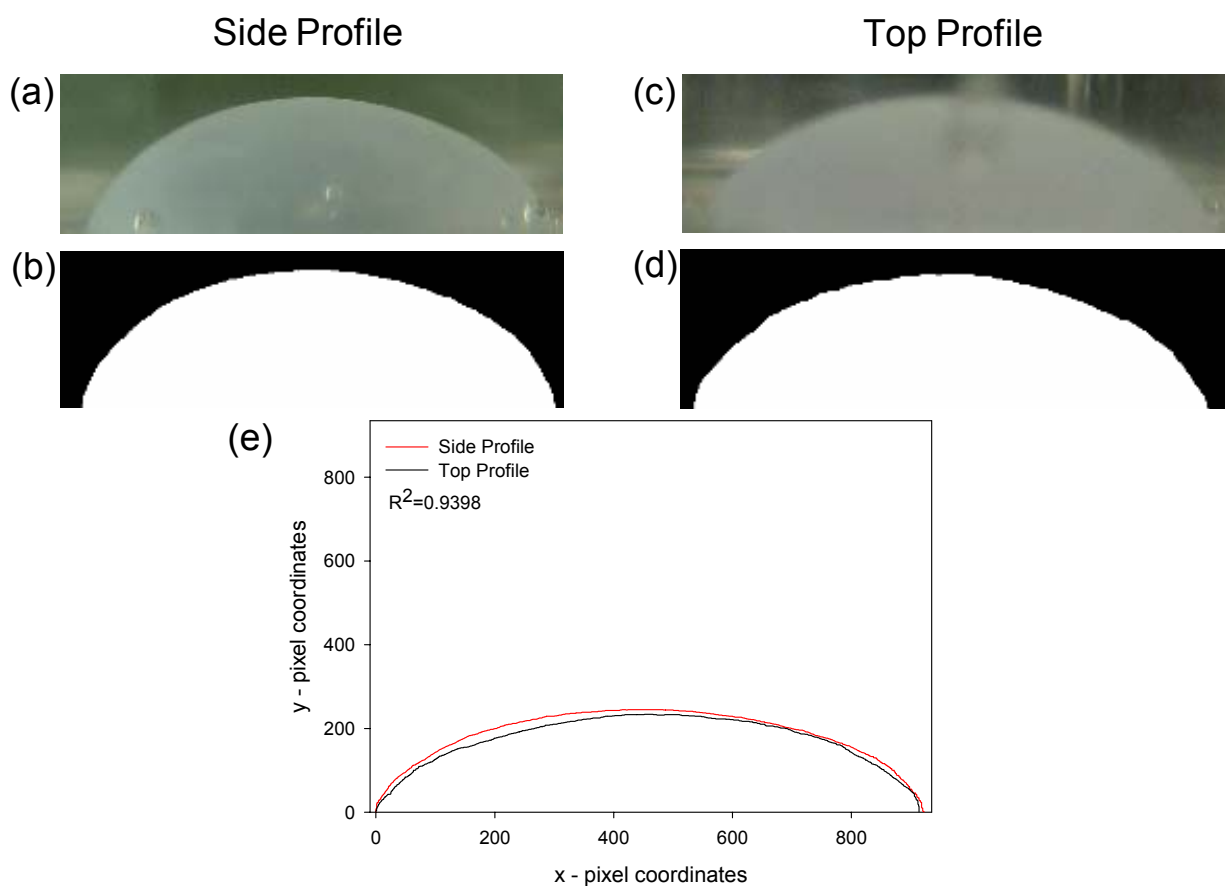 Side Profile
Top Profile
(a)
(c)
(b)
(d)
(e)
Side Profile
Top Profile
R²=0.9398
800
600
400
200
0
y - pixel coordinates
0 200 400 600 800
x - pixel coordinates